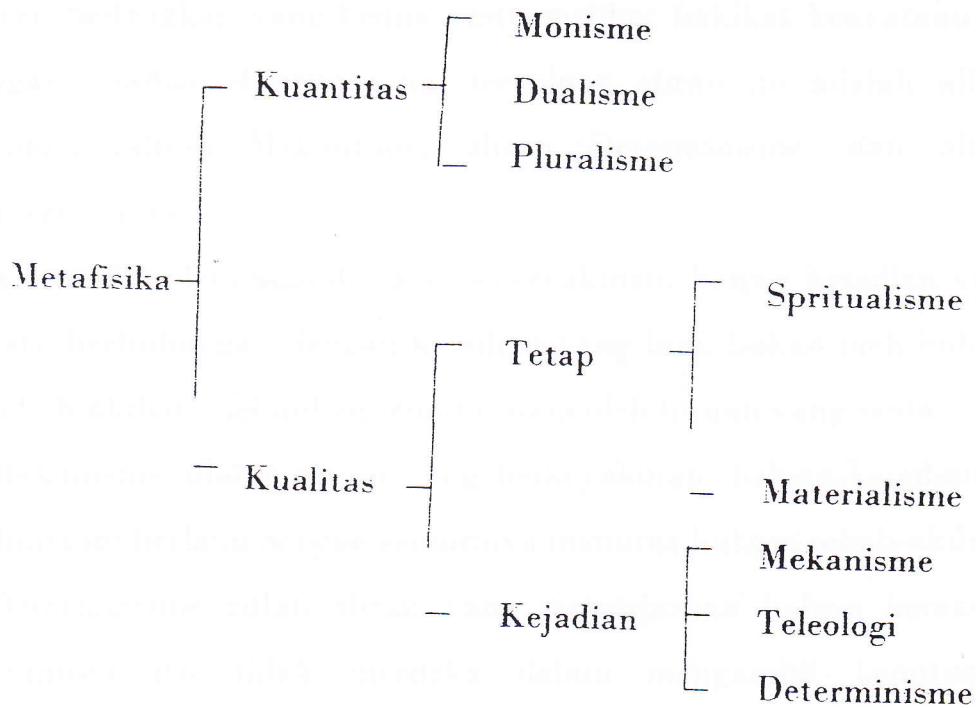 Monisme
Kuantitas
Dualisme
Pluralisme
Metafisika
Spritualisme
Tetap
Kualitas
Materialisme
Mekanisme
Kejadian
Teleologi
Determinisme